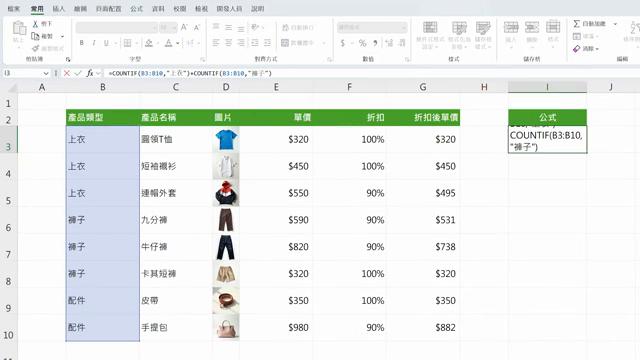 檔案 常用 插入 繪圖 頁面配置 公式 資料 校閱 檢視 開發人員 說明
剪下
複製
複製格式
貼上
自動換行
跨欄置中
自動加總
填滿
清除
剪貼簿 字型 對齊方式 數值 樣式 儲存格
I3 =COUNTIF(B3:B10,"上衣")+COUNTIF(B3:B10,"褲子")
A B C D E F G H I J
1
2 產品類型 產品名稱 圖片 單價 折扣 折扣後單價 公式
3 上衣 圓領T恤 $320 100% $320 COUNTIF(B3:B10,
"褲子")
4 上衣 短袖襯衫 $450 100% $450
5 上衣 連帽外套 $550 90% $495
6 褲子 九分褲 $590 90% $531
7 褲子 牛仔褲 $820 90% $738
8 褲子 卡其短褲 $320 100% $320
9 配件 皮帶 $350 100% $350
10 配件 手提包 $980 90% $882